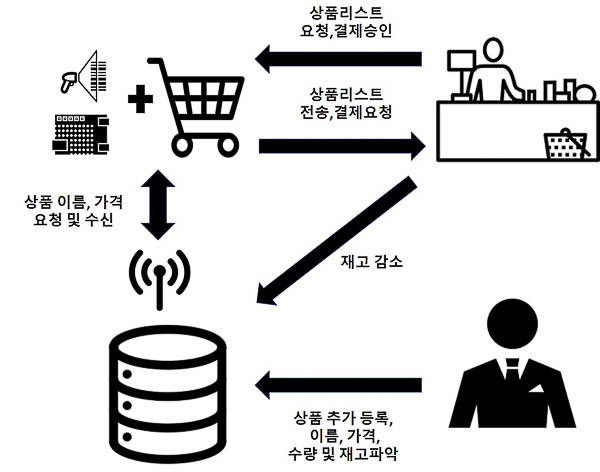 상품리스트
요청,결제승인
상품리스트
전송,결제요청
상품 이름, 가격
요청 및 수신
재고 감소
상품 추가 등록,
이름, 가격,
수량 및 재고파악